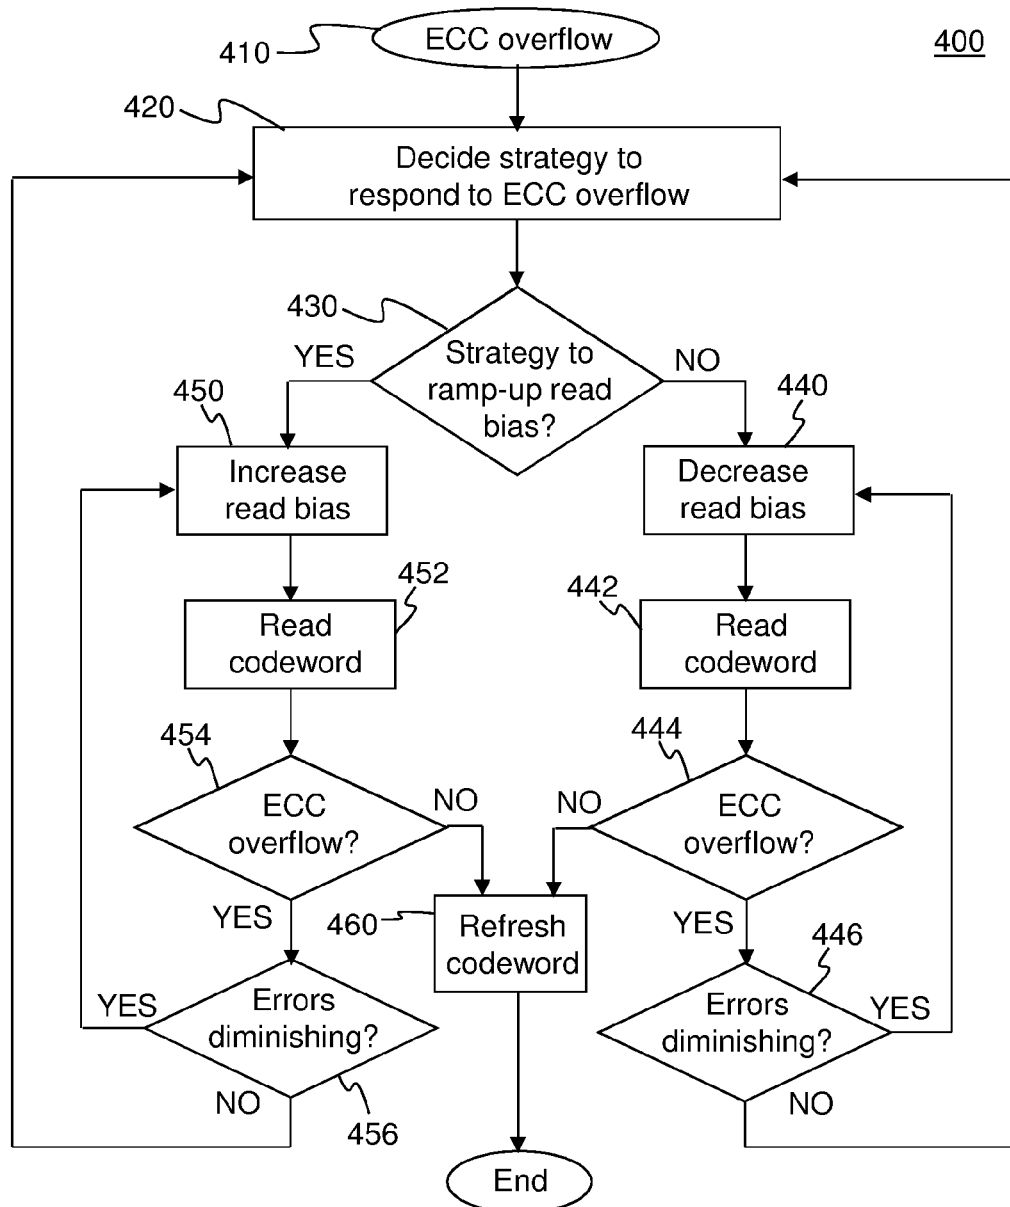 ECC overflow
410
400
420
Decide strategy to
respond to ECC overflow
430
YES
Strategy to
ramp-up read
bias?
NO
450
440
Increase
read bias
Decrease
read bias
452
442
Read
codeword
Read
codeword
454
444
ECC
overflow?
NO
NO
ECC
overflow?
YES
460
Refresh
codeword
YES
446
YES
Errors
diminishing?
Errors
diminishing?
YES
NO
456
NO
End